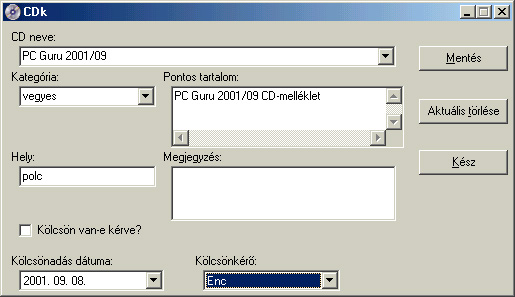 CDk
CD neve:
PC Guru 2001/09
Mentés
Kategória:
Pontos tartalom:
vegyes
PC Guru 2001/09 CD-melléklet
Aktuális törlése
Hely:
Megjegyzés:
Kész
polc
Kölcsön van-e kérve?
Kölcsönadás dátuma:
Kölcsönkérő:
2001. 09. 08.
Enc